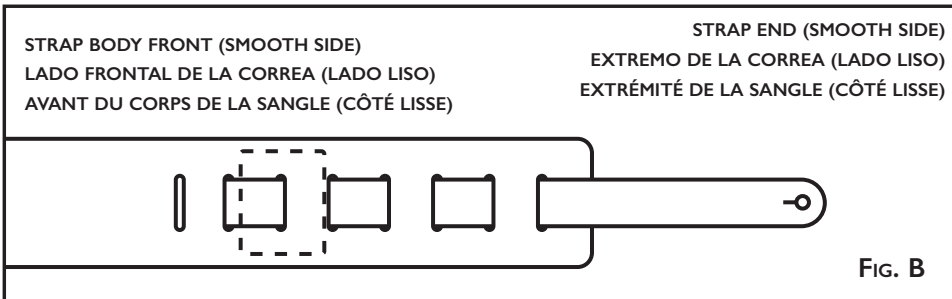 STRAP BODY FRONT (SMOOTH SIDE)
LADO FRONTAL DE LA CORREA (LADO LISO)
AVANT DU CORPS DE LA SANGLE (CÔTÉ LISSE)
STRAP END (SMOOTH SIDE)
EXTREMO DE LA CORREA (LADO LISO)
EXTRÉMITÉ DE LA SANGLE (CÔTÉ LISSE)
FIG. B